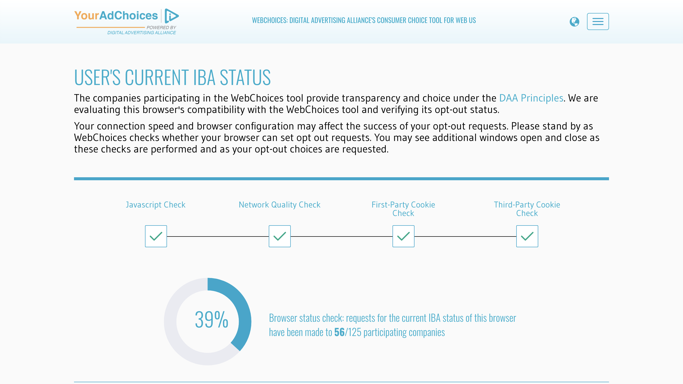 YourAdChoices
POWERED BY
DIGITAL ADVERTISING ALLIANCE
WEBCHOICES: DIGITAL ADVERTISING ALLIANCE'S CONSUMER CHOICE TOOL FOR WEB US
USER'S CURRENT IBA STATUS
The companies participating in the WebChoices tool provide transparency and choice under the DAA Principles. We are
evaluating this browser's compatibility with the WebChoices tool and verifying its opt-out status.
Your connection speed and browser configuration may affect the success of your opt-out requests. Please stand by as
WebChoices checks whether your browser can set opt out requests. You may see additional windows open and close as
these checks are performed and as your opt-out choices are requested.
Javascript Check
Network Quality Check
First-Party Cookie
Check
Third-Party Cookie
Check
39%
Browser status check: requests for the current IBA status of this browser
have been made to 56/125 participating companies